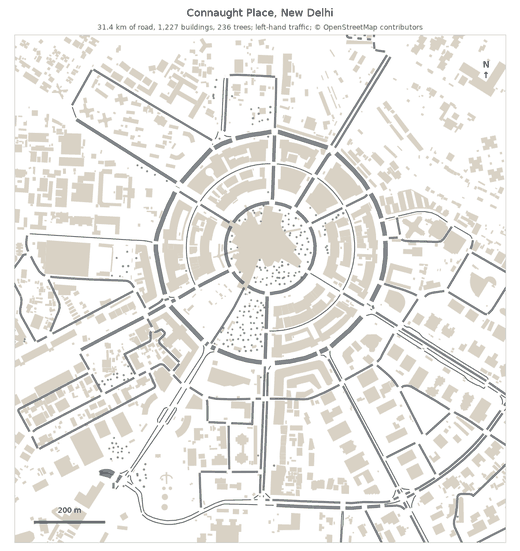 Connaught Place, New Delhi
31.4 km of road, 1,227 buildings, 236 trees; left-hand traffic; © OpenStreetMap contributors
N
↑
200 m